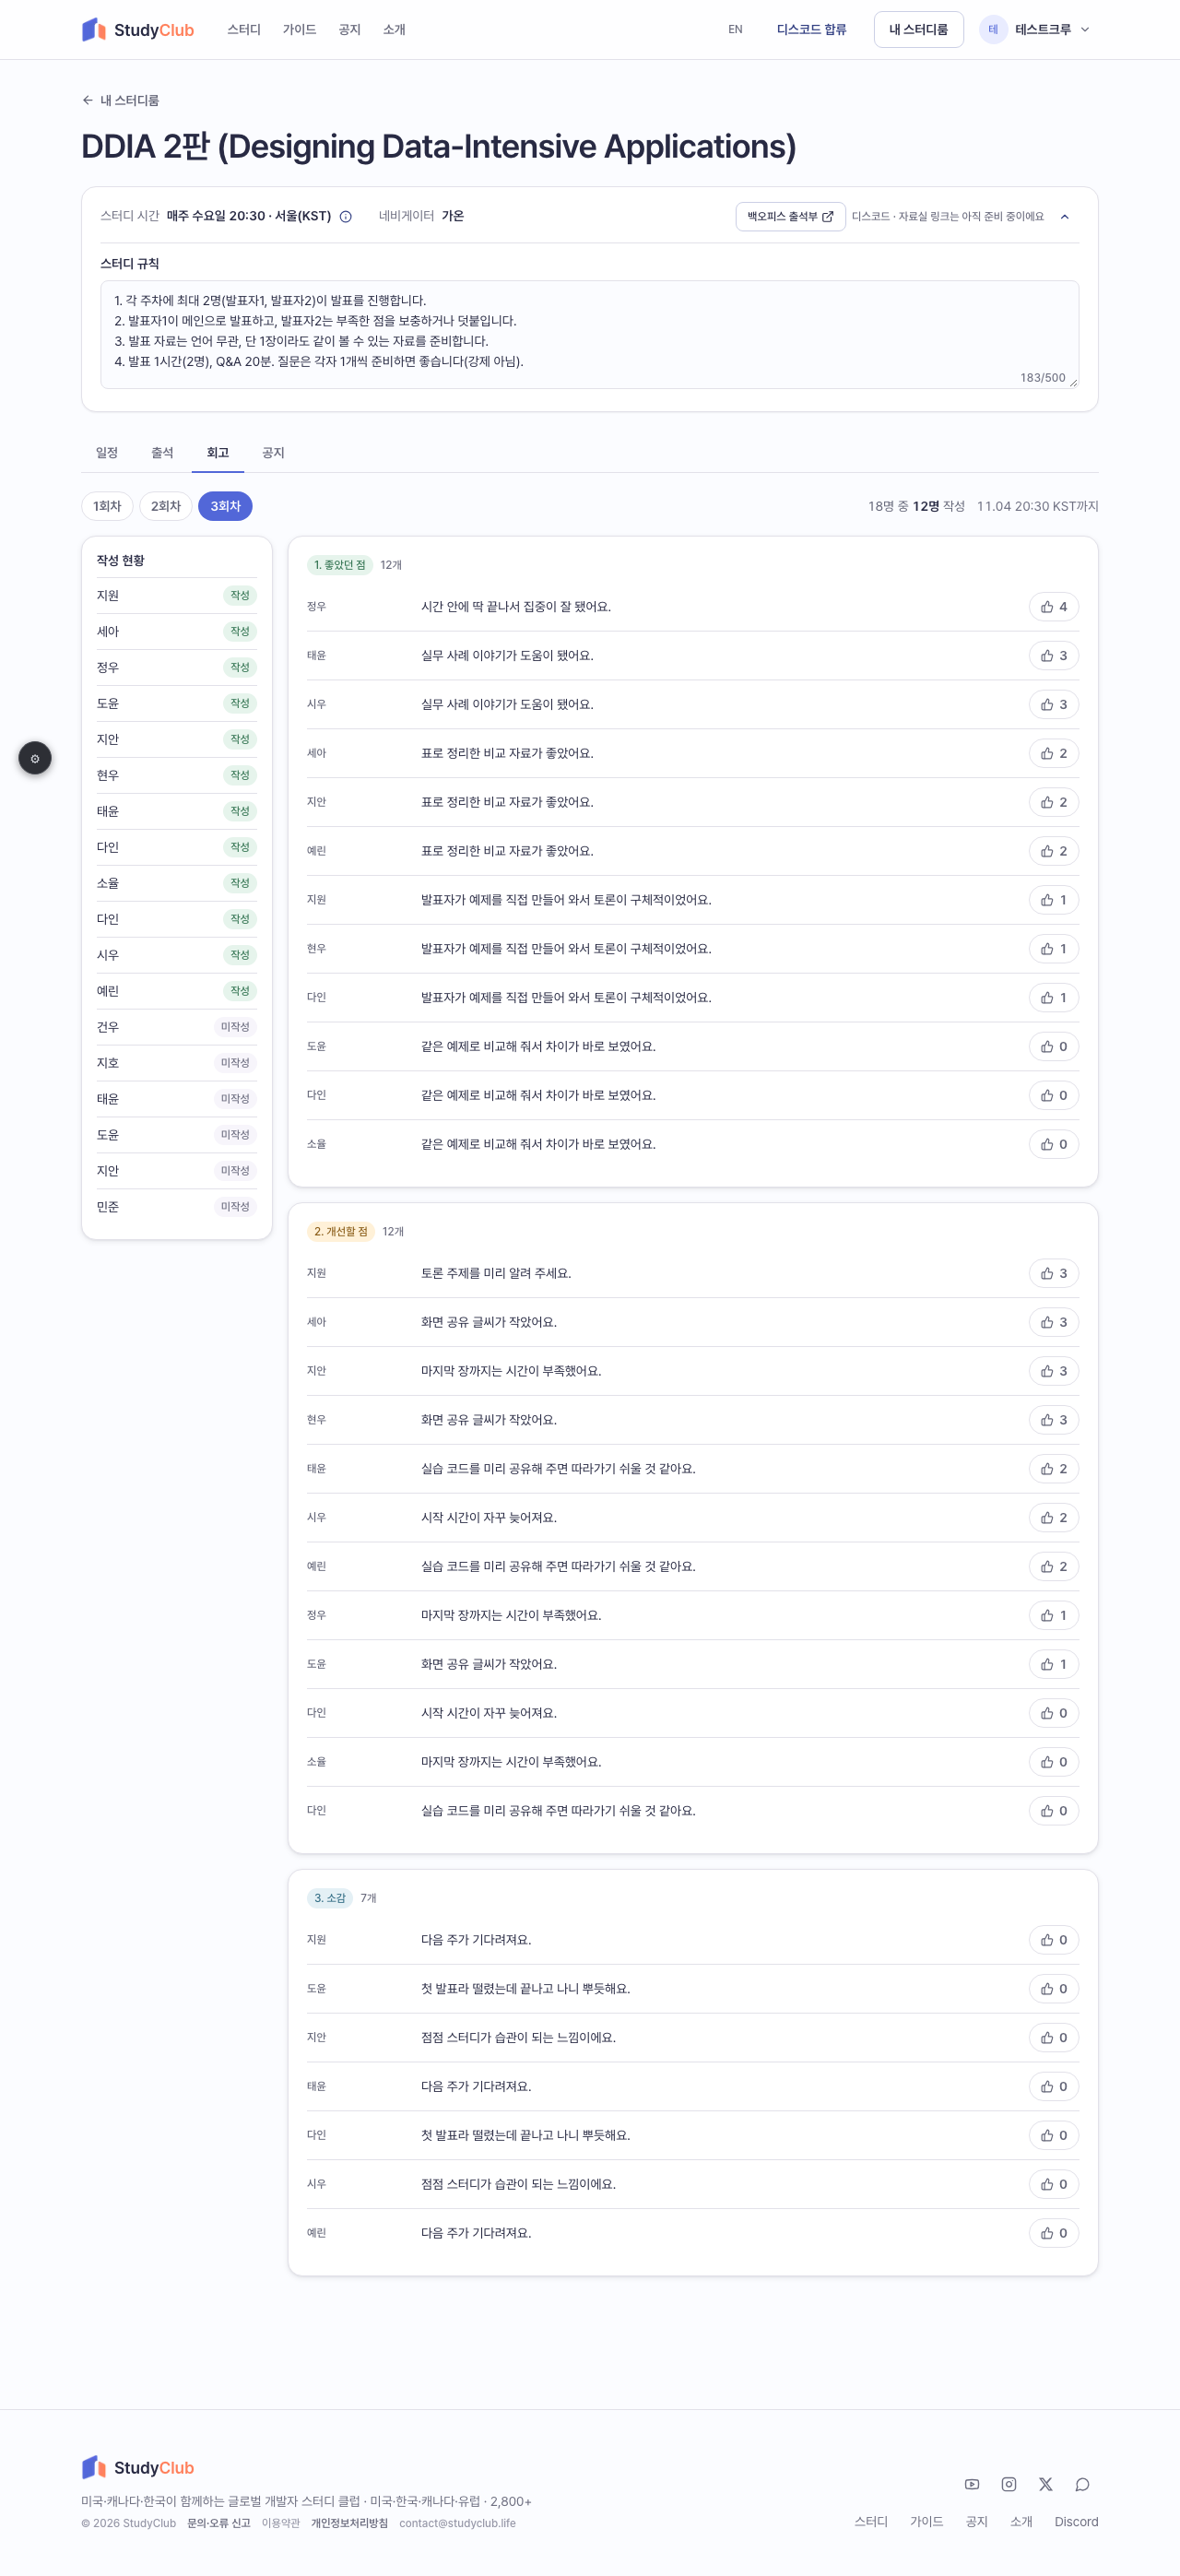 StudyClub 스터디 가이드 공지 소개 EN 디스코드 합류 내 스터디룸 테 테스트크루
← 내 스터디룸
DDIA 2판 (Designing Data-Intensive Applications)
스터디 시간 매주 수요일 20:30 · 서울(KST) 네비게이터 가온 백오피스 출석부 디스코드 · 자료실 링크는 아직 준비 중이에요
스터디 규칙
1. 각 주차에 최대 2명(발표자1, 발표자2)이 발표를 진행합니다.
2. 발표자1이 메인으로 발표하고, 발표자2는 부족한 점을 보충하거나 덧붙입니다.
3. 발표 자료는 언어 무관, 단 1장이라도 같이 볼 수 있는 자료를 준비합니다.
4. 발표 1시간(2명), Q&A 20분. 질문은 각자 1개씩 준비하면 좋습니다(강제 아님).
183/500
일정 출석 회고 공지
1회차 2회차 3회차 18명 중 12명 작성 11.04 20:30 KST까지
작성 현황
지원 작성
세아 작성
정우 작성
도윤 작성
지안 작성
현우 작성
태윤 작성
다인 작성
소율 작성
다인 작성
시우 작성
예린 작성
건우 미작성
지호 미작성
태윤 미작성
도윤 미작성
지안 미작성
민준 미작성
1. 좋았던 점 12개
정우 시간 안에 딱 끝나서 집중이 잘 됐어요. 4
태윤 실무 사례 이야기가 도움이 됐어요. 3
시우 실무 사례 이야기가 도움이 됐어요. 3
세아 표로 정리한 비교 자료가 좋았어요. 2
지안 표로 정리한 비교 자료가 좋았어요. 2
예린 표로 정리한 비교 자료가 좋았어요. 2
지원 발표자가 예제를 직접 만들어 와서 토론이 구체적이었어요. 1
현우 발표자가 예제를 직접 만들어 와서 토론이 구체적이었어요. 1
다인 발표자가 예제를 직접 만들어 와서 토론이 구체적이었어요. 1
도윤 같은 예제로 비교해 줘서 차이가 바로 보였어요. 0
다인 같은 예제로 비교해 줘서 차이가 바로 보였어요. 0
소율 같은 예제로 비교해 줘서 차이가 바로 보였어요. 0
2. 개선할 점 12개
지원 토론 주제를 미리 알려 주세요. 3
세아 화면 공유 글씨가 작았어요. 3
지안 마지막 장까지는 시간이 부족했어요. 3
현우 화면 공유 글씨가 작았어요. 3
태윤 실습 코드를 미리 공유해 주면 따라가기 쉬울 것 같아요. 2
시우 시작 시간이 자꾸 늦어져요. 2
예린 실습 코드를 미리 공유해 주면 따라가기 쉬울 것 같아요. 2
정우 마지막 장까지는 시간이 부족했어요. 1
도윤 화면 공유 글씨가 작았어요. 1
다인 시작 시간이 자꾸 늦어져요. 0
소율 마지막 장까지는 시간이 부족했어요. 0
다인 실습 코드를 미리 공유해 주면 따라가기 쉬울 것 같아요. 0
3. 소감 7개
지원 다음 주가 기다려져요. 0
도윤 첫 발표라 떨렸는데 끝나고 나니 뿌듯해요. 0
지안 점점 스터디가 습관이 되는 느낌이에요. 0
태윤 다음 주가 기다려져요. 0
다인 첫 발표라 떨렸는데 끝나고 나니 뿌듯해요. 0
시우 점점 스터디가 습관이 되는 느낌이에요. 0
예린 다음 주가 기다려져요. 0
StudyClub
미국·캐나다·한국이 함께하는 글로벌 개발자 스터디 클럽 · 미국·한국·캐나다·유럽 · 2,800+
© 2026 StudyClub 문의·오류 신고 이용약관 개인정보처리방침 contact@studyclub.life
스터디 가이드 공지 소개 Discord